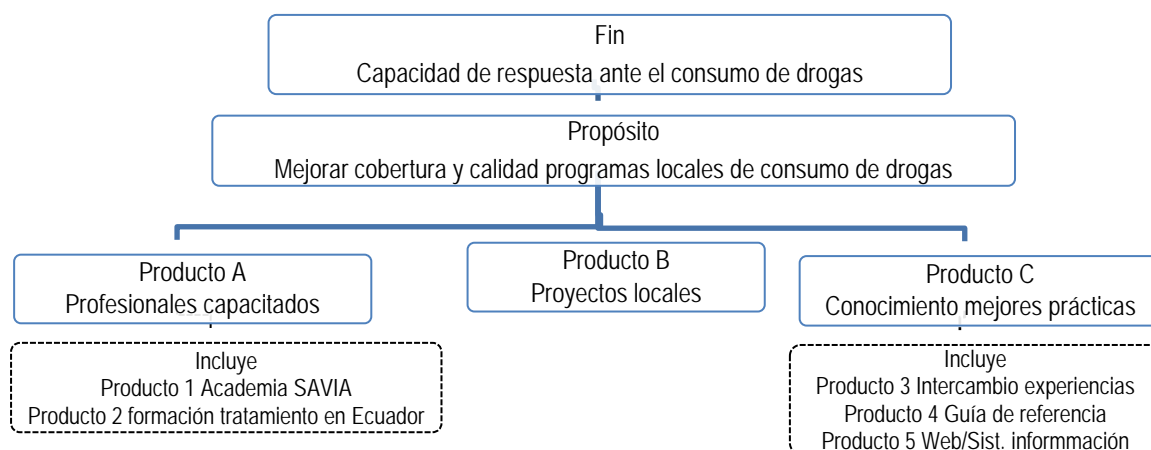 Fin
Capacidad de respuesta ante el consumo de drogas
Propósito
Mejorar cobertura y calidad programas locales de consumo de drogas
Producto A
Profesionales capacitados
Producto B
Proyectos locales
Producto C
Conocimiento mejores prácticas
Incluye
Producto 1 Academia SAVIA
Producto 2 formación tratamiento en Ecuador
Incluye
Producto 3 Intercambio experiencias
Producto 4 Guía de referencia
Producto 5 Web/Sist. informmación